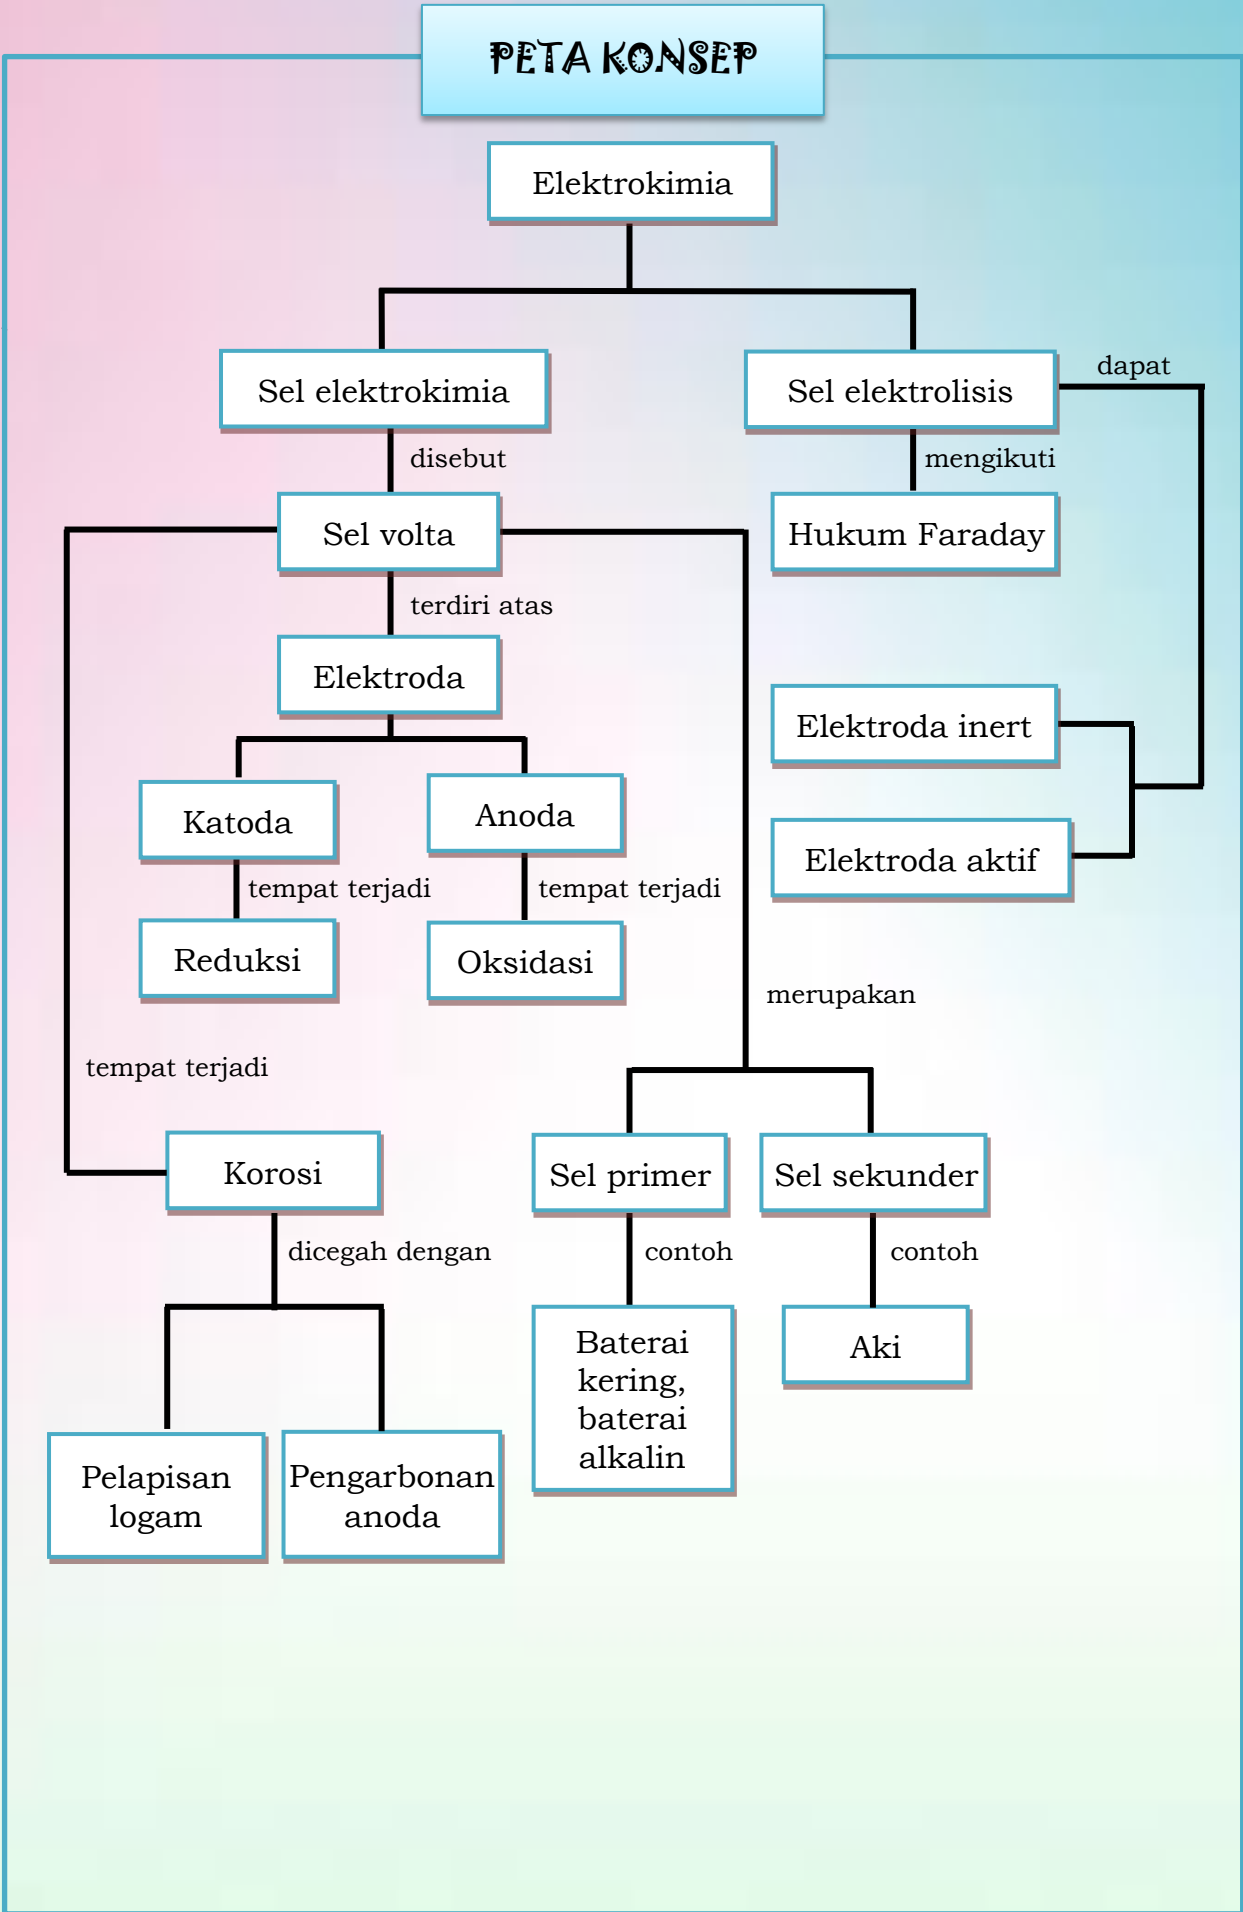 PETA KONSEP
Elektrokimia
Sel elektrokimia
Sel elektrolisis
dapat
disebut
mengikuti
Sel volta
Hukum Faraday
terdiri atas
Elektroda
Elektroda inert
Katoda
Anoda
Elektroda aktif
tempat terjadi
tempat terjadi
Reduksi
Oksidasi
merupakan
tempat terjadi
Korosi
Sel primer
Sel sekunder
dicegah dengan
contoh
contoh
Baterai
kering,
baterai
alkalin
Aki
Pelapisan
logam
Pengarbonan
anoda